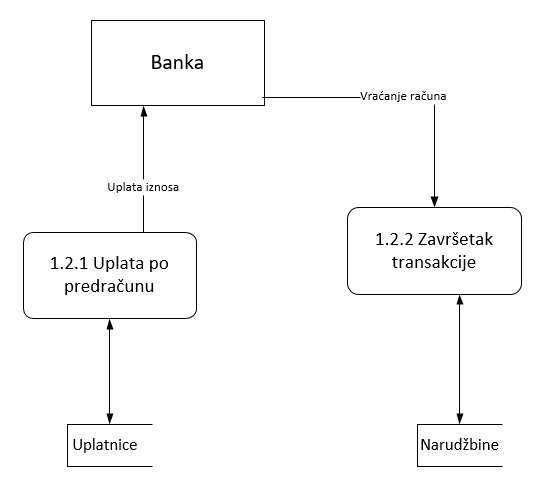 Banka
Vraćanje računa
Uplata iznosa
1.2.1 Uplata po
predračunu
1.2.2 Završetak
transakcije
Uplatnice
Narudžbine